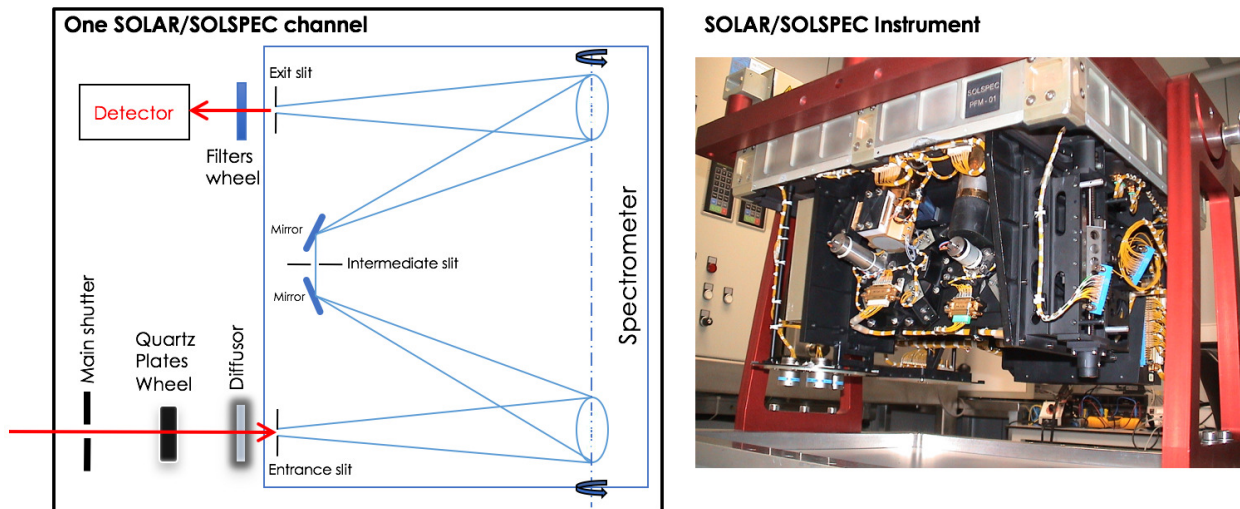 One SOLAR/SOLSPEC channel
SOLAR/SOLSPEC Instrument
Exit slit
Detector
Filters
wheel
Mirror
Intermediate slit
Mirror
Spectrometer
Main shutter
Quartz
Plates
Wheel
Diffusor
Entrance slit
SOLSPEC
PFM - 01